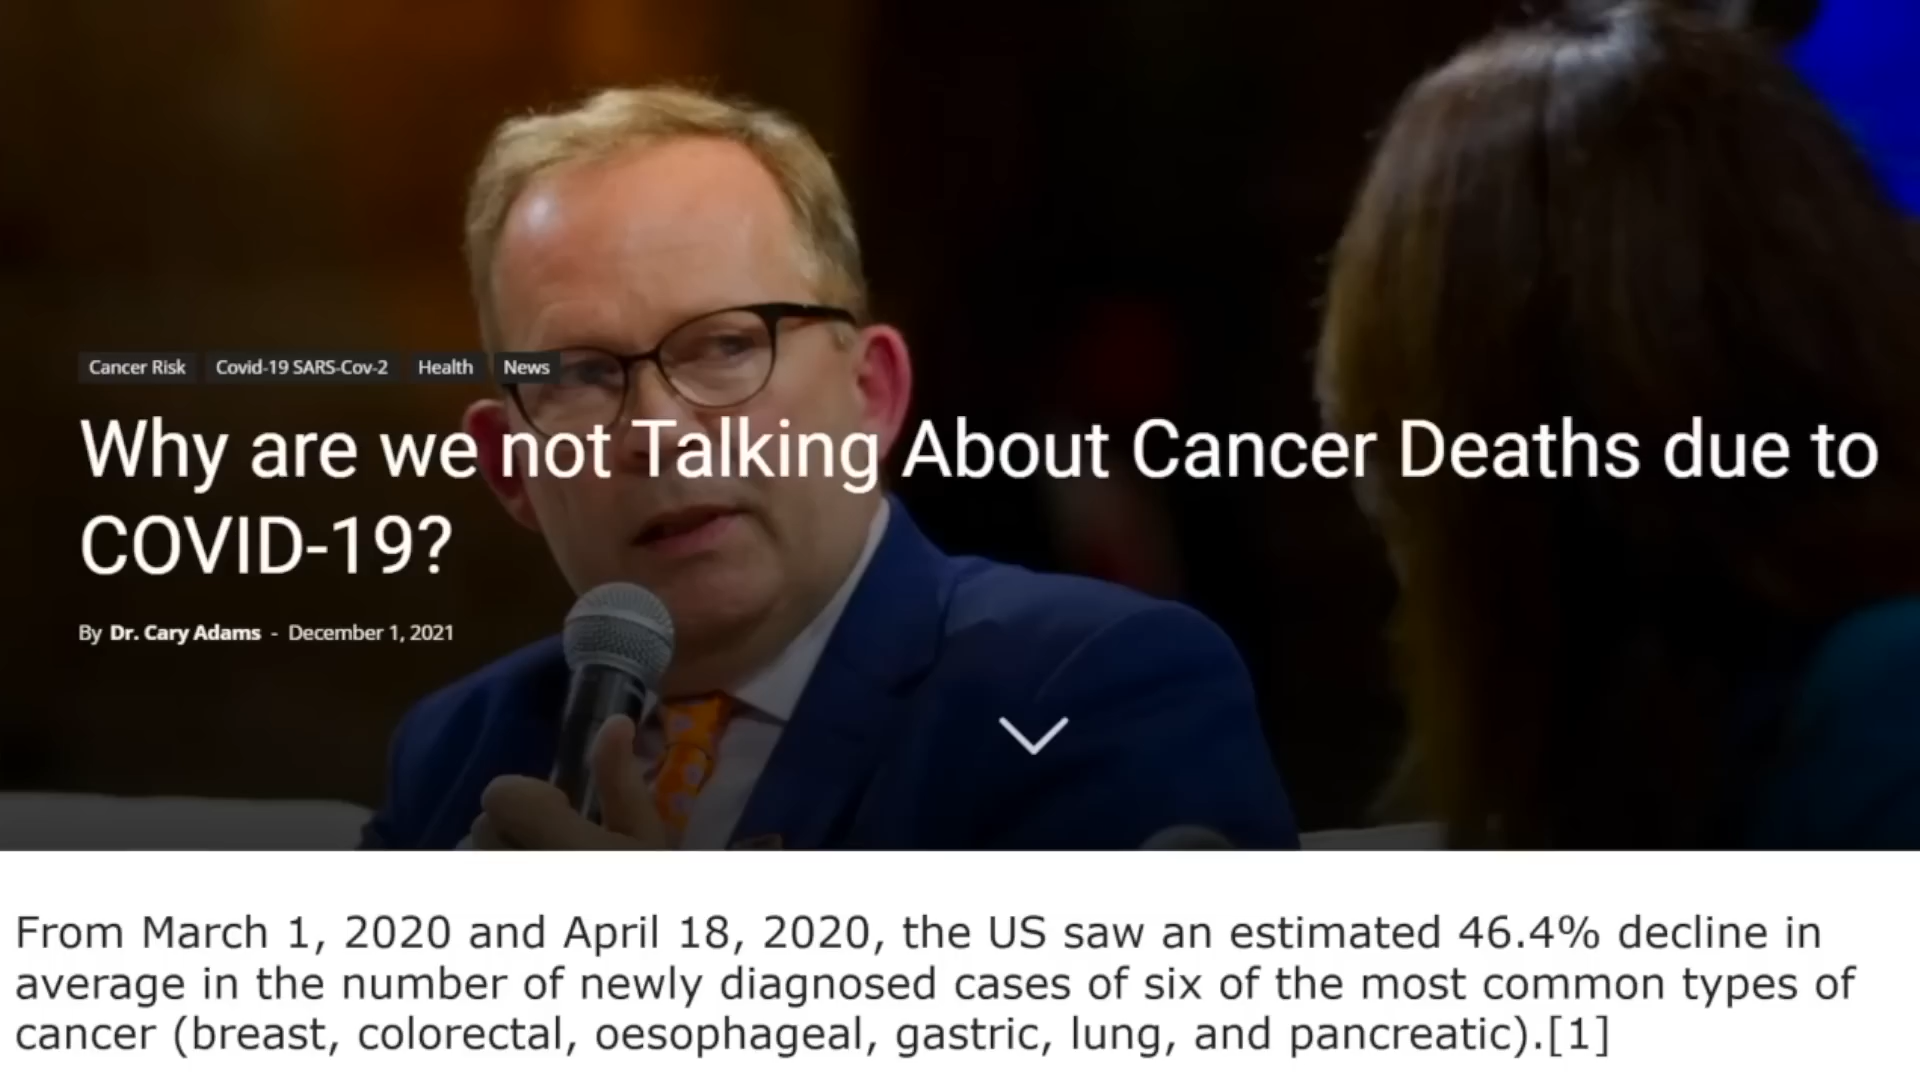 Cancer Risk Covid-19 SARS-Cov-2 Health News
Why are we not Talking About Cancer Deaths due to
COVID-19?
By Dr. Cary Adams - December 1, 2021
From March 1, 2020 and April 18, 2020, the US saw an estimated 46.4% decline in
average in the number of newly diagnosed cases of six of the most common types of
cancer (breast, colorectal, oesophageal, gastric, lung, and pancreatic).[1]